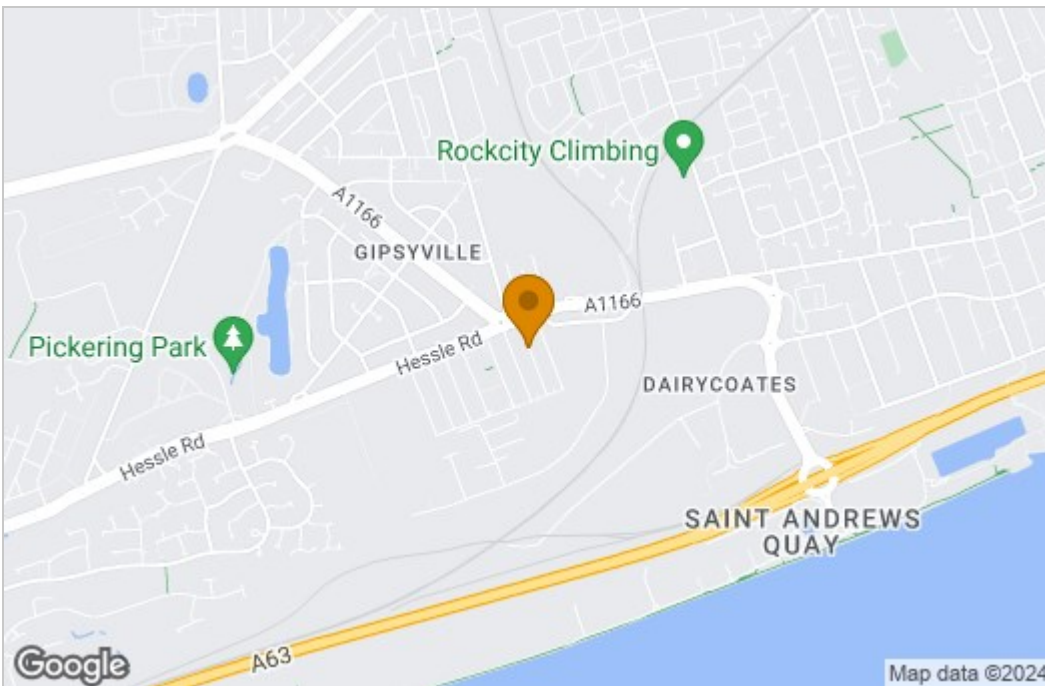 Rockcity Climbing
A1166
GIPSYVILLE
A1166
Pickering Park
Hessle Rd
DAIRYCOATES
Hessle Rd
SAINT ANDREWS
QUAY
A63
Google
Map data ©2024